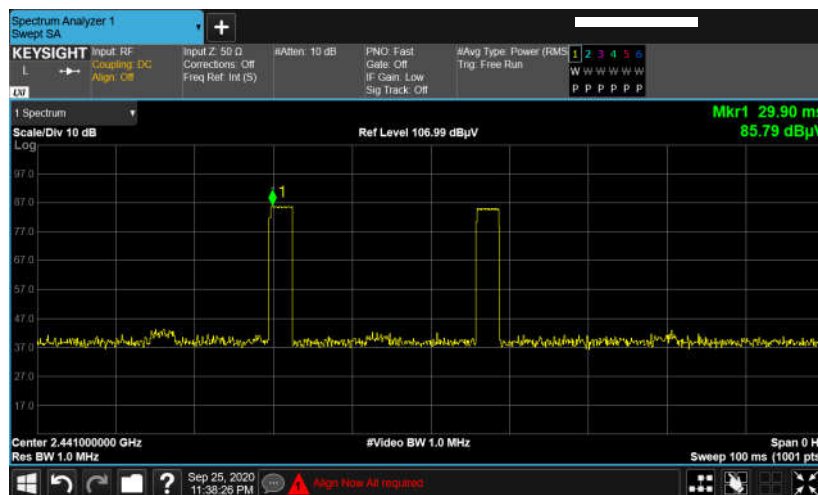 Spectrum Analyzer 1
Swept SA
+
KEYSIGHT
L
LXI
Input: RF
Coupling: DC
Align: Off
Input Z: 50 Ω
Corrections: Off
Freq Ref: Int (S)
#Atten: 10 dB
PNO: Fast
Gate: Off
IF Gain: Low
Sig Track: Off
#Avg Type: Power (RMS
Trig: Free Run
1 2 3 4 5 6
W W W W W W
P P P P P P
1 Spectrum
Scale/Div 10 dB
Ref Level 106.99 dBµV
Mkr1 29.90 ms
85.79 dBµV
Log
97.0
87.0
77.0
67.0
57.0
47.0
37.0
27.0
17.0
1
Center 2.441000000 GHz
Res BW 1.0 MHz
#Video BW 1.0 MHz
Span 0 H
Sweep 100 ms (1001 pts
?
Sep 25, 2020
11:38:26 PM
Align Now All required